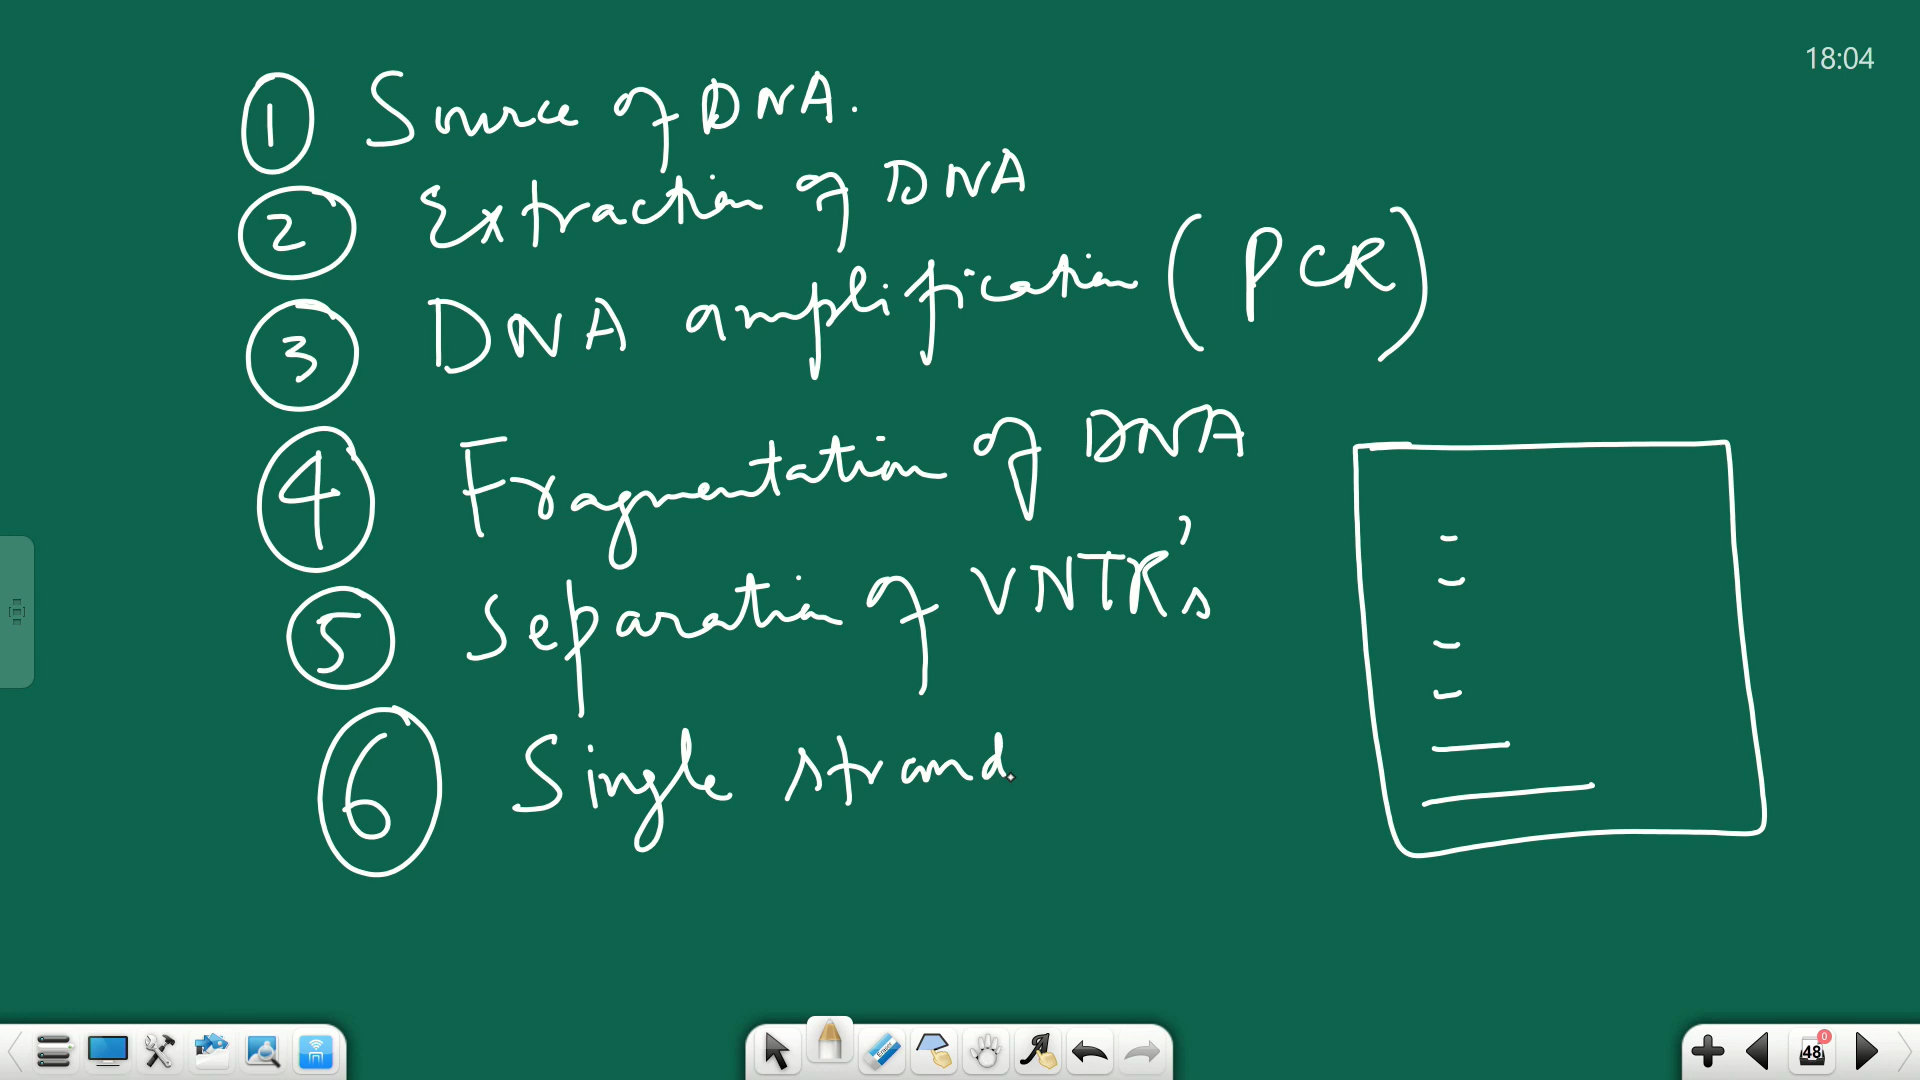 18:04
1 Source of DNA.
2 Extraction of DNA
3 DNA amplification (PCR)
4 Fragmentation of DNA
5 Separation of VNTR's
6 Single strand
48
0